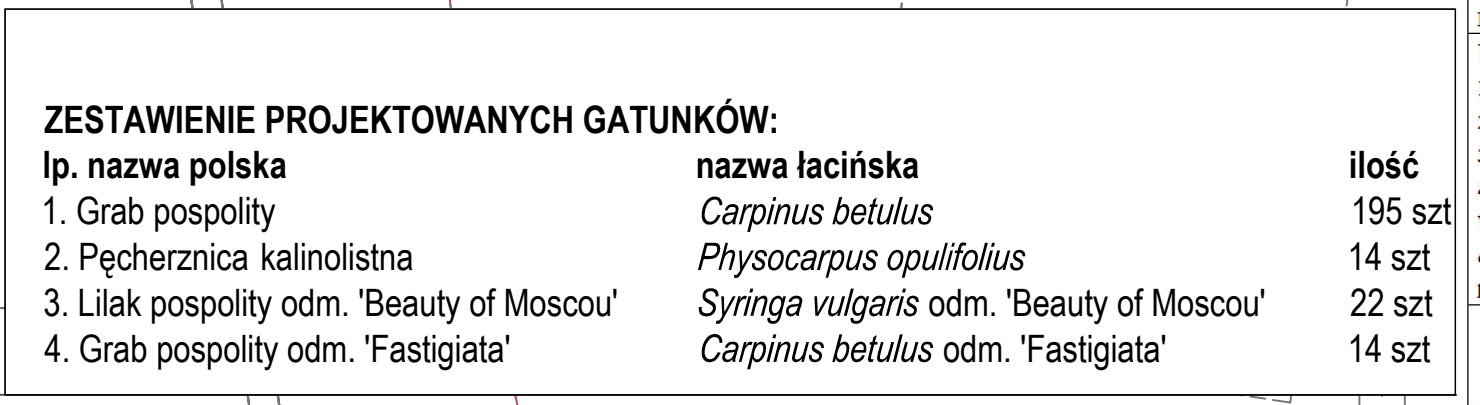 ZESTAWIENIE PROJEKTOWANYCH GATUNKÓW:
lp. nazwa polska nazwa łacińska ilość
1. Grab pospolity Carpinus betulus 195 szt
2. Pęcherznica kalinolistna Physocarpus opulifolius 14 szt
3. Lilak pospolity odm. 'Beauty of Moscou' Syringa vulgaris odm. 'Beauty of Moscou' 22 szt
4. Grab pospolity odm. 'Fastigiata' Carpinus betulus odm. 'Fastigiata' 14 szt